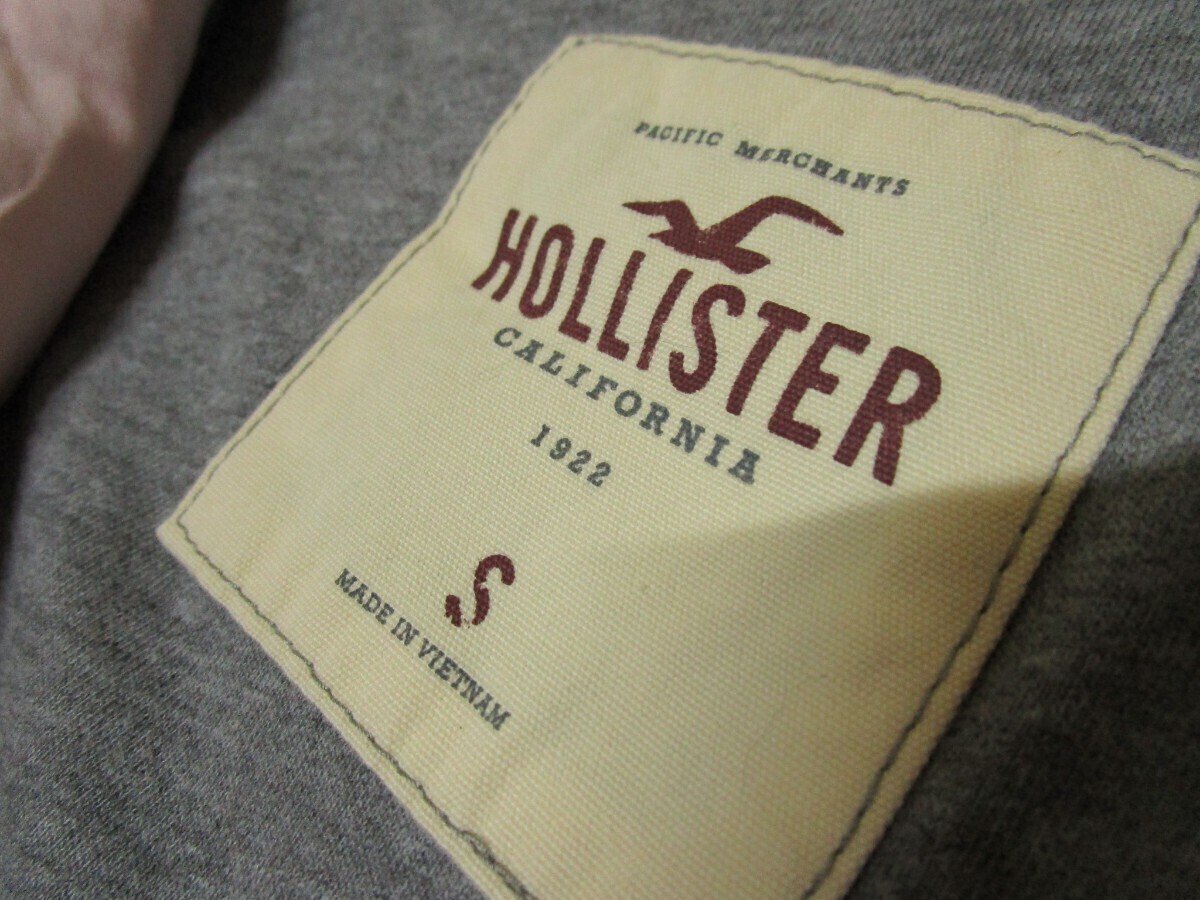 PACIFIC MERCHANTS
HOLLISTER
CALIFORNIA
1922
S
MADE IN VIETNAM